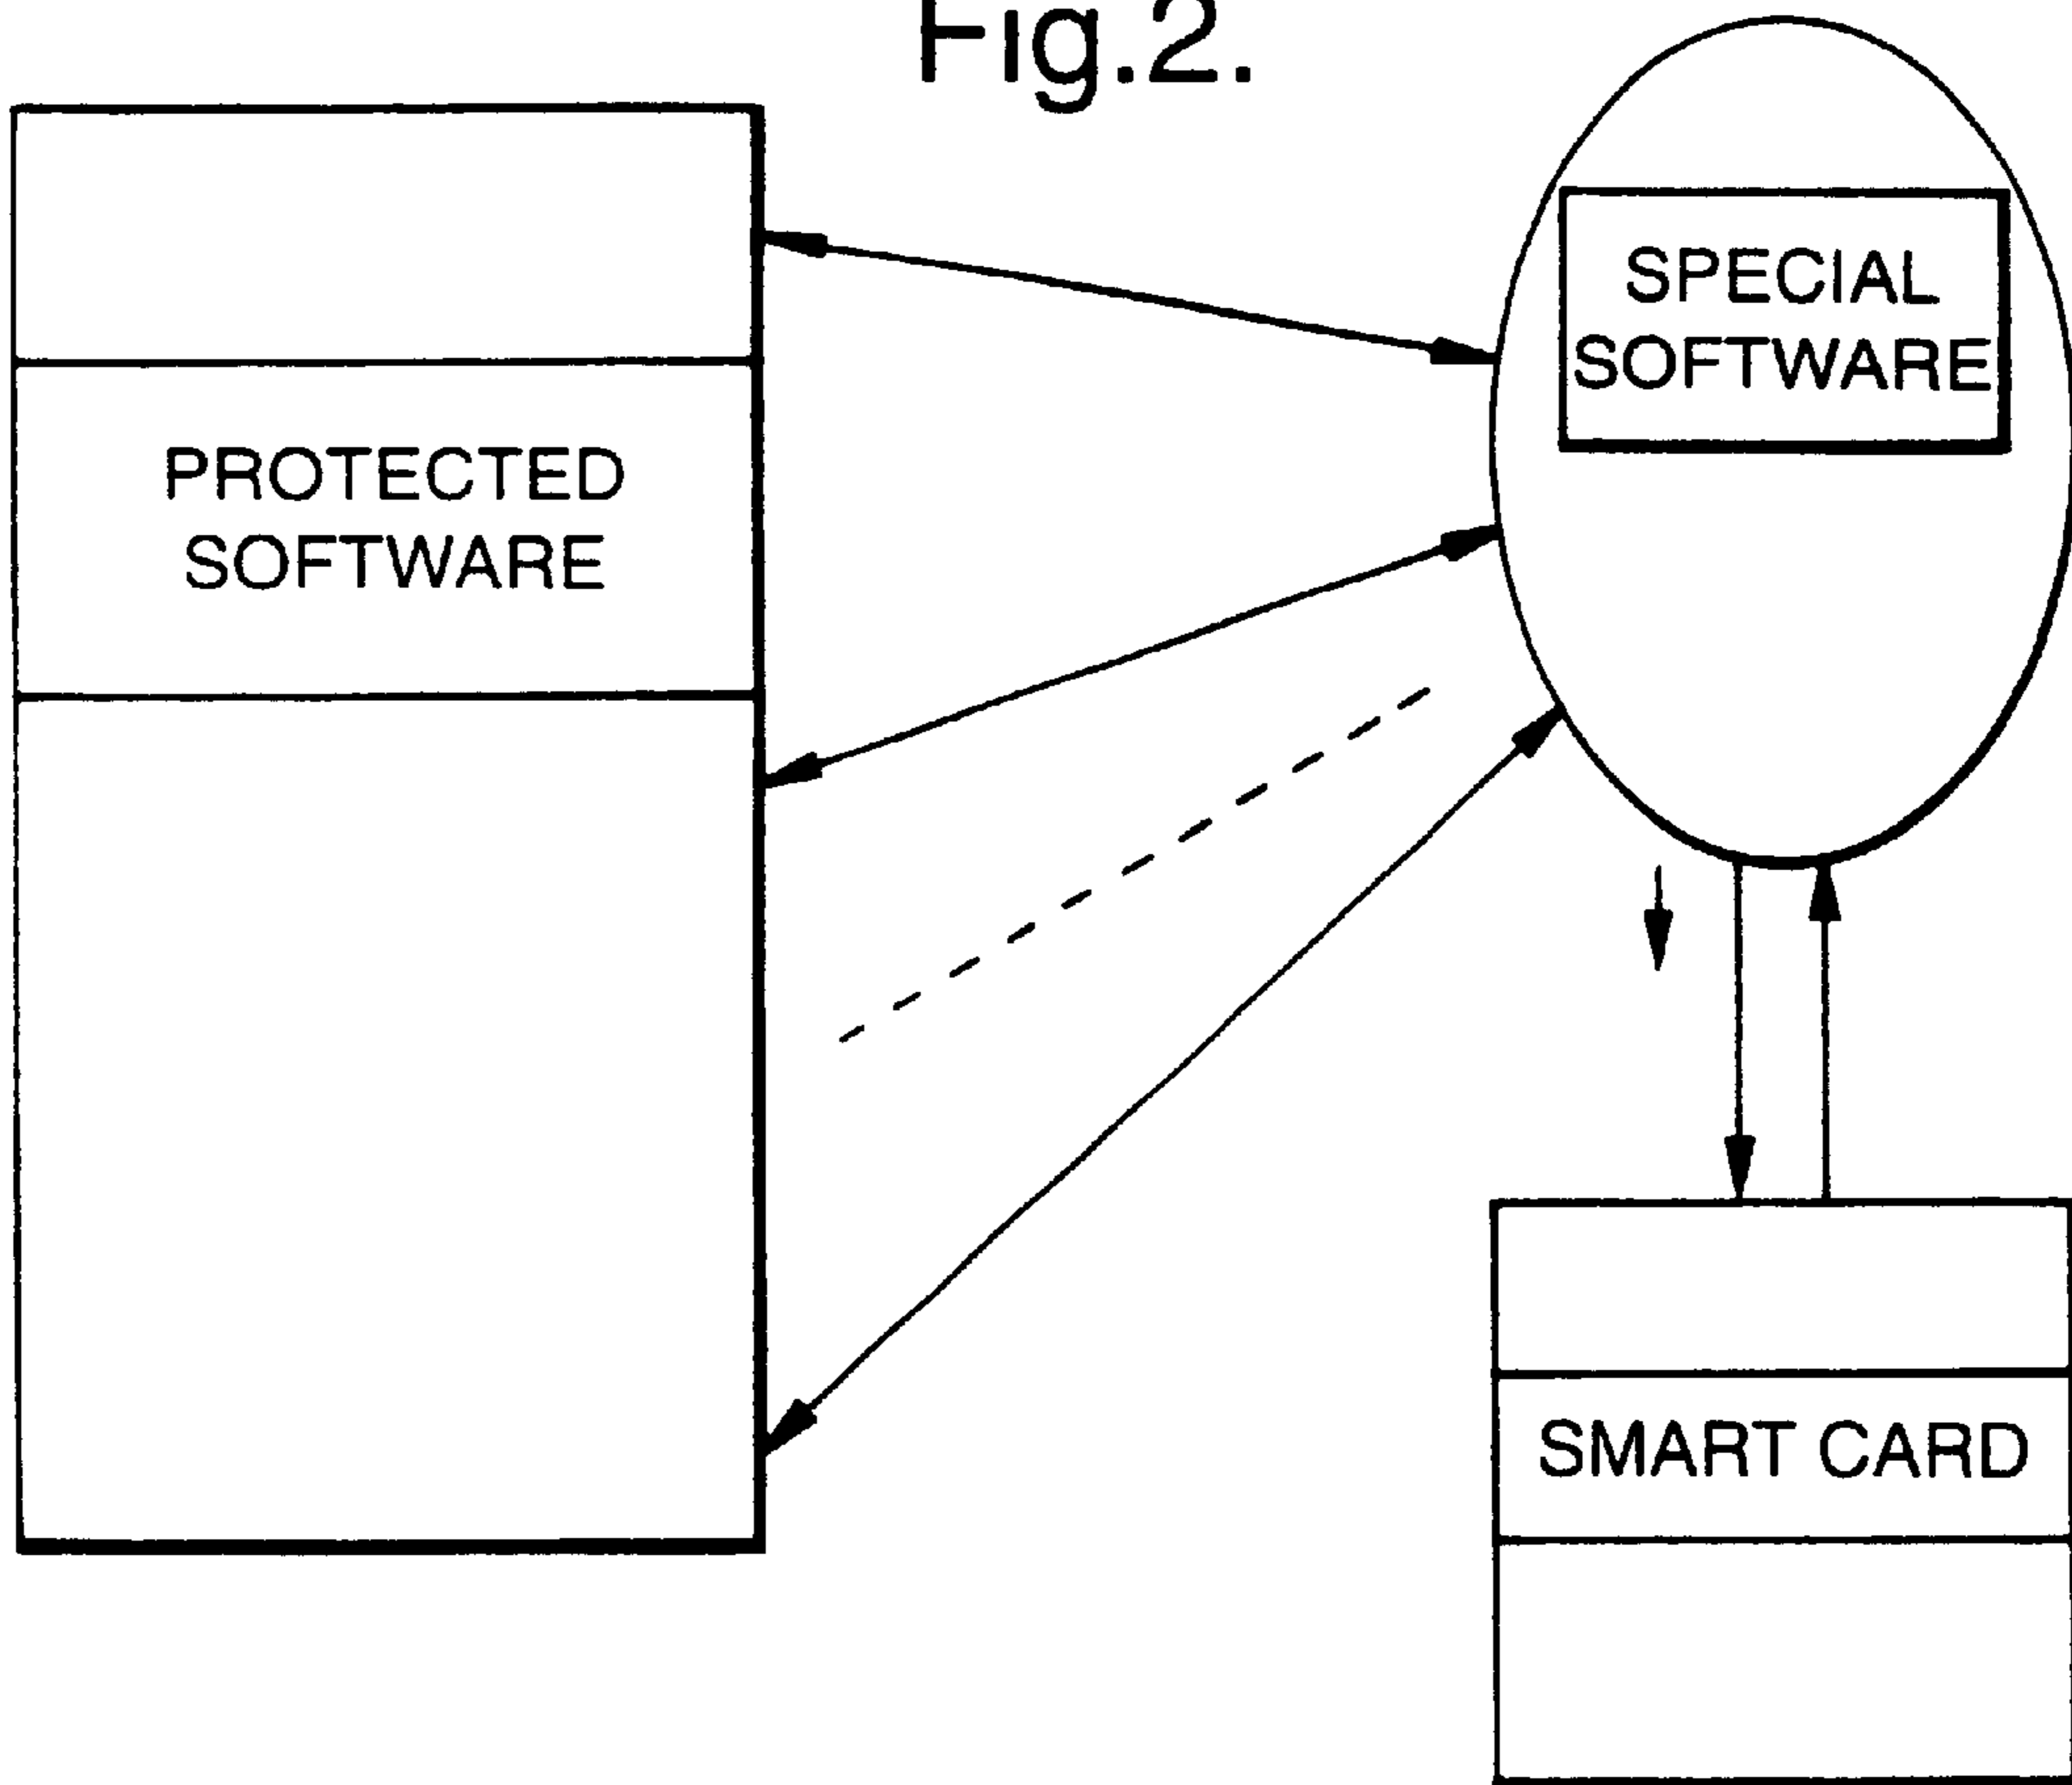 Fig.2.
SPECIAL
SOFTWARE
PROTECTED
SOFTWARE
SMART CARD